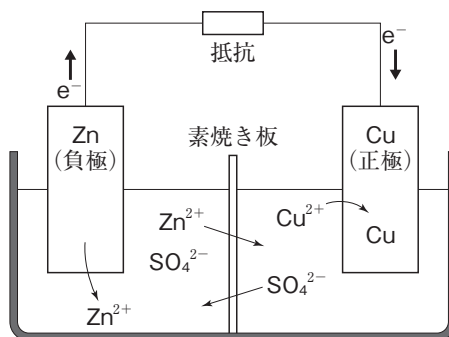 e⁻
抵抗
e⁻
Zn
(負極)
素焼き板
Cu
(正極)
Zn²⁺
Cu²⁺
Cu
SO₄²⁻
SO₄²⁻
Zn²⁺